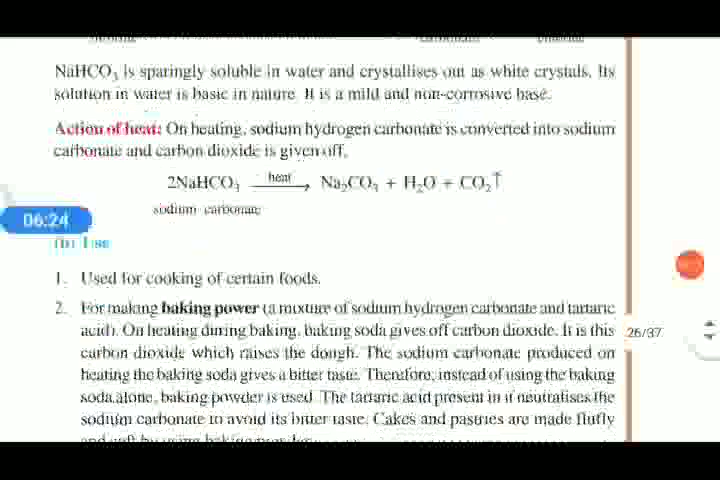 NaHCO₃ is sparingly soluble in water and crystallises out as white crystals. Its
solution in water is basic in nature. It is a mild and non-corrosive base.
Action of heat: On heating, sodium hydrogen carbonate is converted into sodium
carbonate and carbon dioxide is given off.
2NaHCO₃ heat → Na₂CO₃ + H₂O + CO₂↑
sodium carbonate
06:24
(b) Use
1. Used for cooking of certain foods.
2. For making baking power (a mixture of sodium hydrogen carbonate and tartaric
acid). On heating during baking, baking soda gives off carbon dioxide. It is this
26/37
carbon dioxide which raises the dough. The sodium carbonate produced on
heating the baking soda gives a bitter taste. Therefore, instead of using the baking
soda alone, baking powder is used. The tartaric acid present in it neutralises the
sodium carbonate to avoid its bitter taste. Cakes and pastries are made fluffy
and soft by using baking powder.